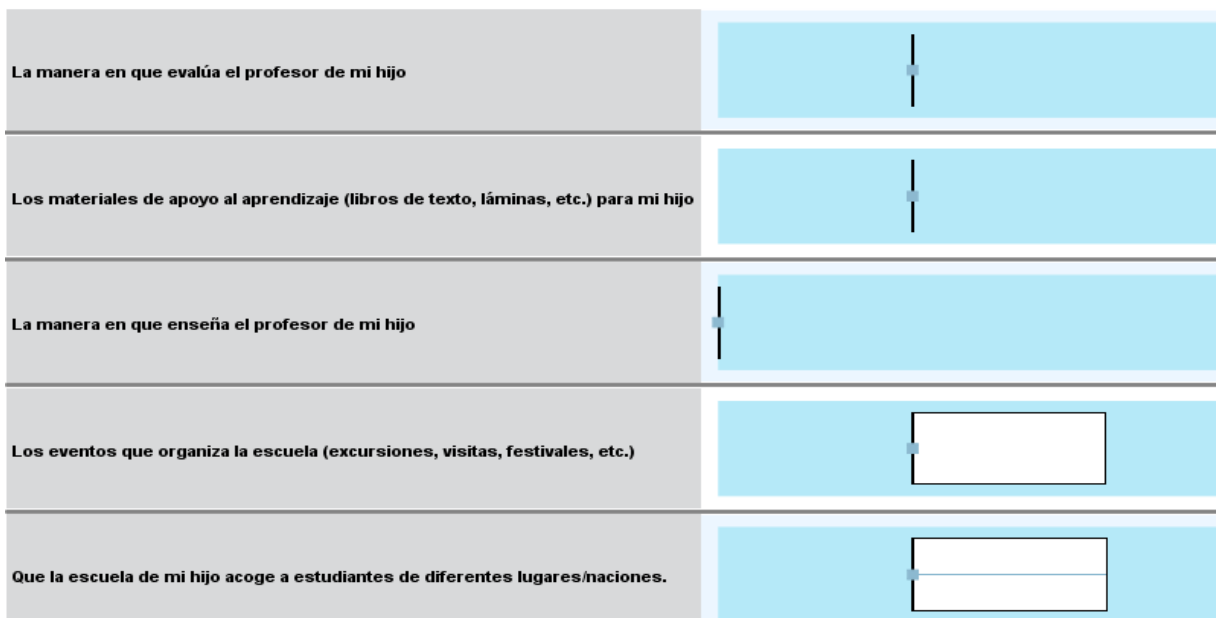 La manera en que evalúa el profesor de mi hijo
Los materiales de apoyo al aprendizaje (libros de texto, láminas, etc.) para mi hijo
La manera en que enseña el profesor de mi hijo
Los eventos que organiza la escuela (excursiones, visitas, festivales, etc.)
Que la escuela de mi hijo acoge a estudiantes de diferentes lugares/naciones.